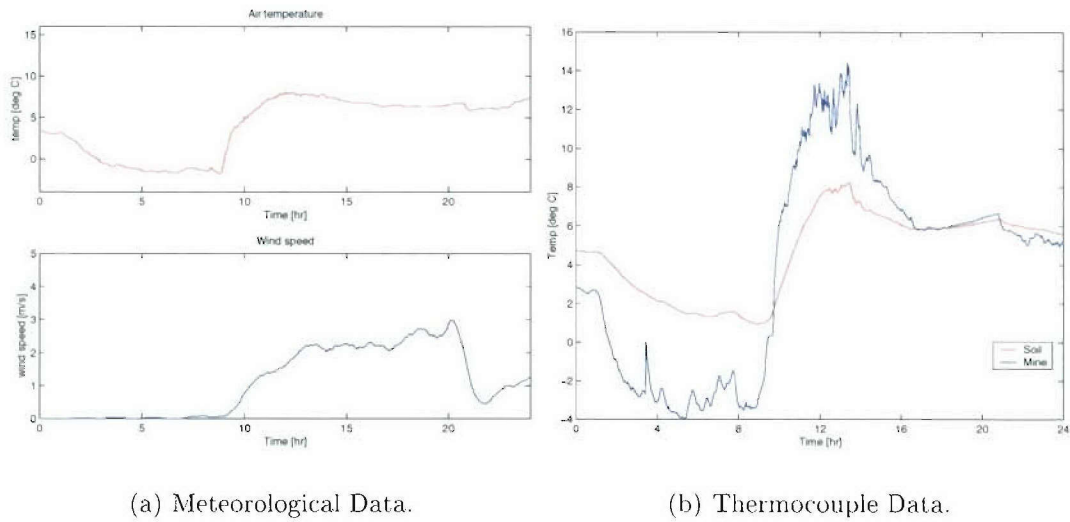 Air temperature
15
10
5
0
temp [deg C]
0 5 10 15 20
Time [hr]
Wind speed
5
4
3
2
1
0
wind speed [m/s]
0 5 10 15 20
Time [hr]
(a) Meteorological Data.
16
14
12
10
8
6
4
2
0
-2
-4
Temp [deg C]
Soil
Mine
0 4 8 12 16 20 24
Time [hr]
(b) Thermocouple Data.